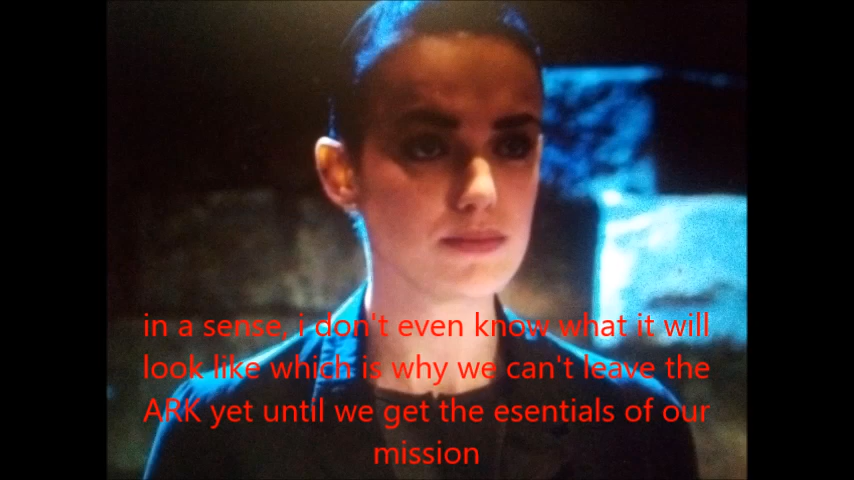 in a sense, i don't even know what it will
look like which is why we can't leave the
ARK yet until we get the esentials of our
mission